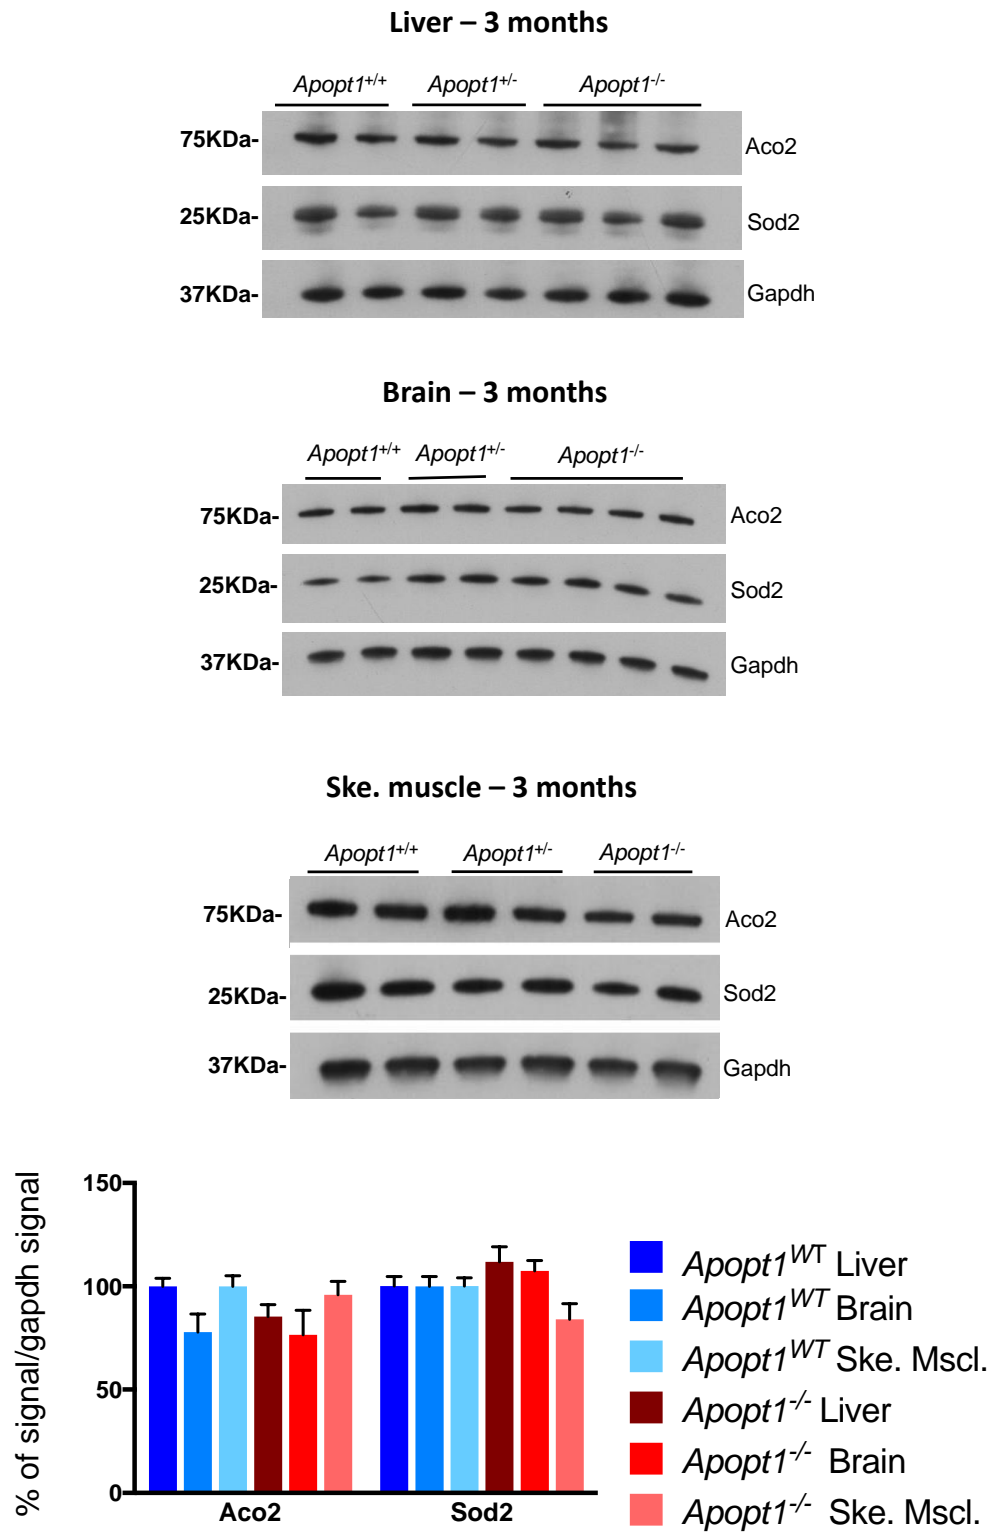 Liver – 3 months
Apopt1+/+ Apopt1+/- Apopt1-/-
75KDa- Aco2
25KDa- Sod2
37KDa- Gapdh
Brain – 3 months
Apopt1+/+ Apopt1+/- Apopt1-/-
75KDa- Aco2
25KDa- Sod2
37KDa- Gapdh
Ske. muscle – 3 months
Apopt1+/+ Apopt1+/- Apopt1-/-
75KDa- Aco2
25KDa- Sod2
37KDa- Gapdh
% of signal/gapdh signal
150
100
50
0
Aco2 Sod2
Apopt1WT Liver
Apopt1WT Brain
Apopt1WT Ske. Mscl.
Apopt1-/- Liver
Apopt1-/- Brain
Apopt1-/- Ske. Mscl.